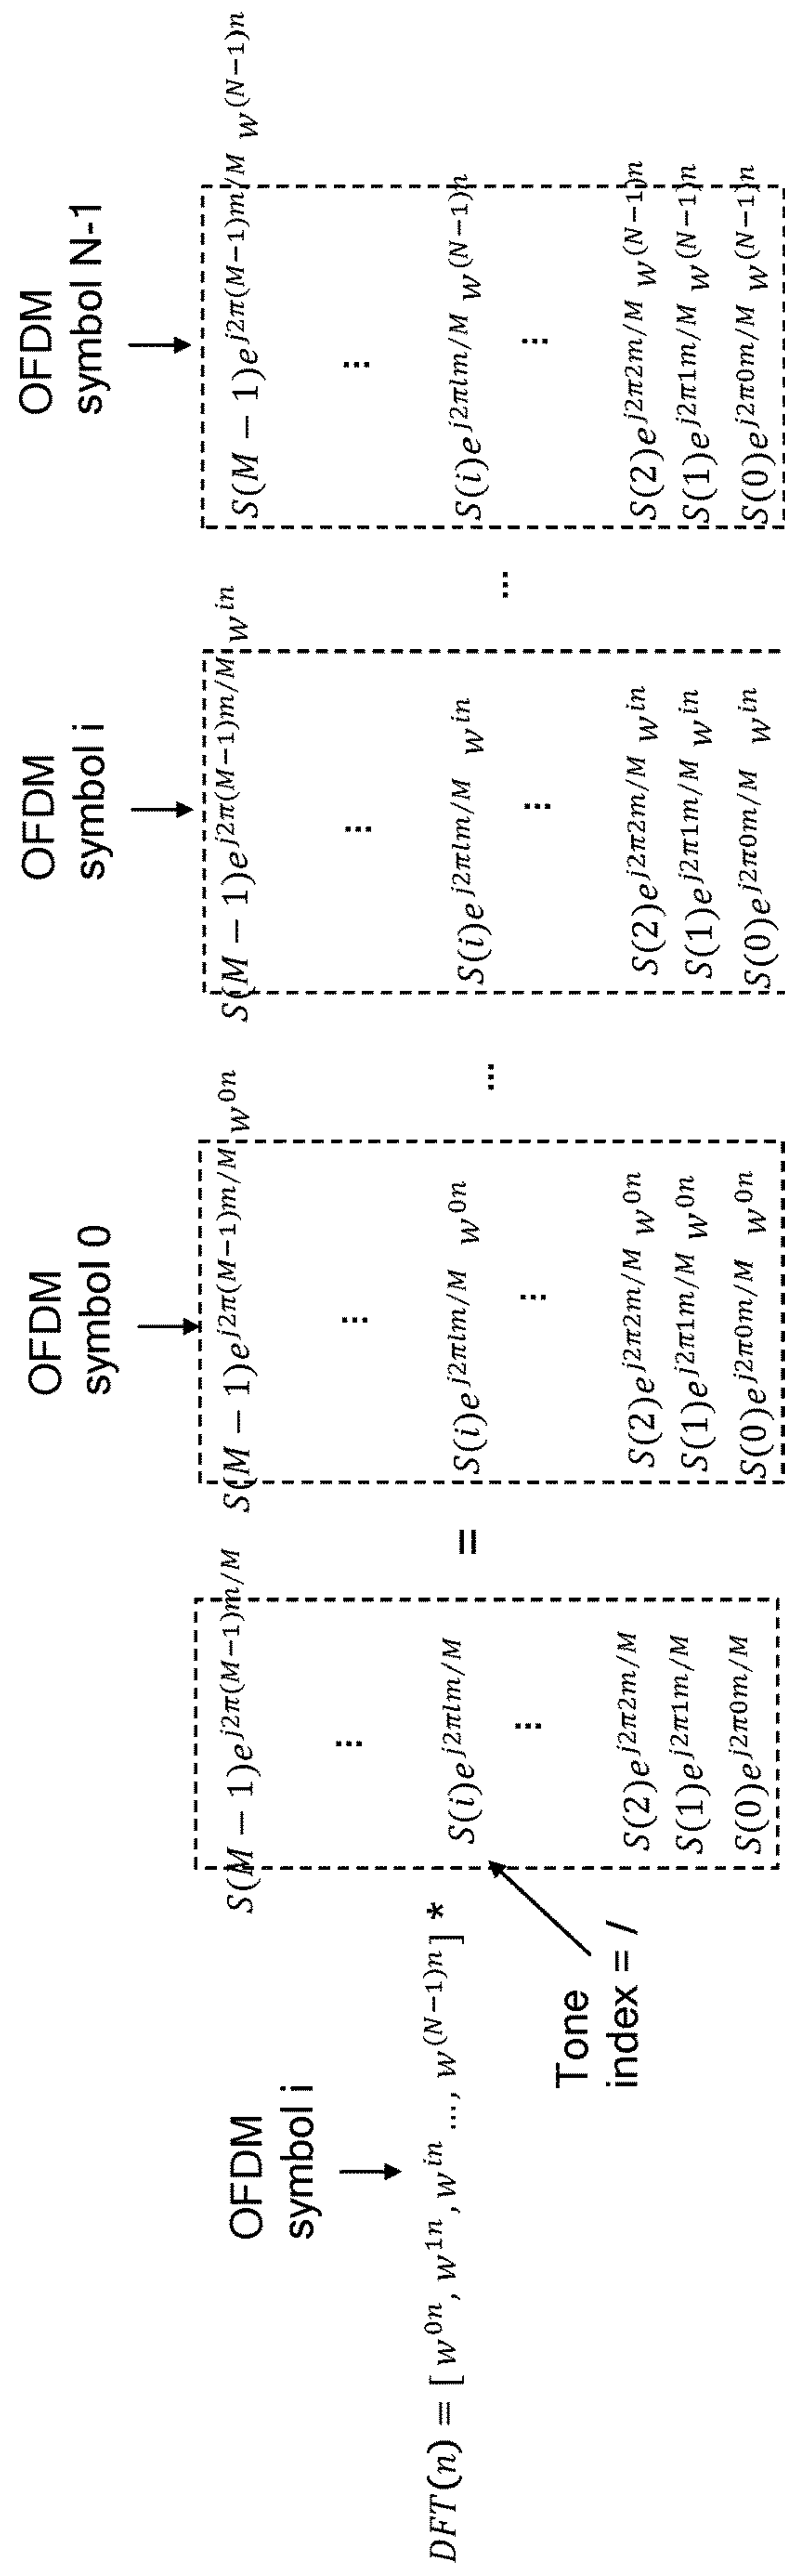 OFDM
symbol i
DFT(n) = [ w^{0n}, w^{1n}, w^{in} ..., w^{(N−1)n}] *
Tone
index = l
S(M − 1)e^{j2π(M−1)m/M}
...
S(i)e^{j2πlm/M}
...
S(2)e^{j2π2m/M}
S(1)e^{j2π1m/M}
S(0)e^{j2π0m/M}
=
OFDM
symbol 0
S(M − 1)e^{j2π(M−1)m/M} w^{0n}
...
S(i)e^{j2πlm/M} w^{0n}
...
S(2)e^{j2π2m/M} w^{0n}
S(1)e^{j2π1m/M} w^{0n}
S(0)e^{j2π0m/M} w^{0n}
...
OFDM
symbol i
S(M − 1)e^{j2π(M−1)m/M} w^{in}
...
S(i)e^{j2πlm/M} w^{in}
...
S(2)e^{j2π2m/M} w^{in}
S(1)e^{j2π1m/M} w^{in}
S(0)e^{j2π0m/M} w^{in}
...
OFDM
symbol N-1
S(M − 1)e^{j2π(M−1)m/M} w^{(N−1)n}
...
S(i)e^{j2πlm/M} w^{(N−1)n}
...
S(2)e^{j2π2m/M} w^{(N−1)n}
S(1)e^{j2π1m/M} w^{(N−1)n}
S(0)e^{j2π0m/M} w^{(N−1)n}